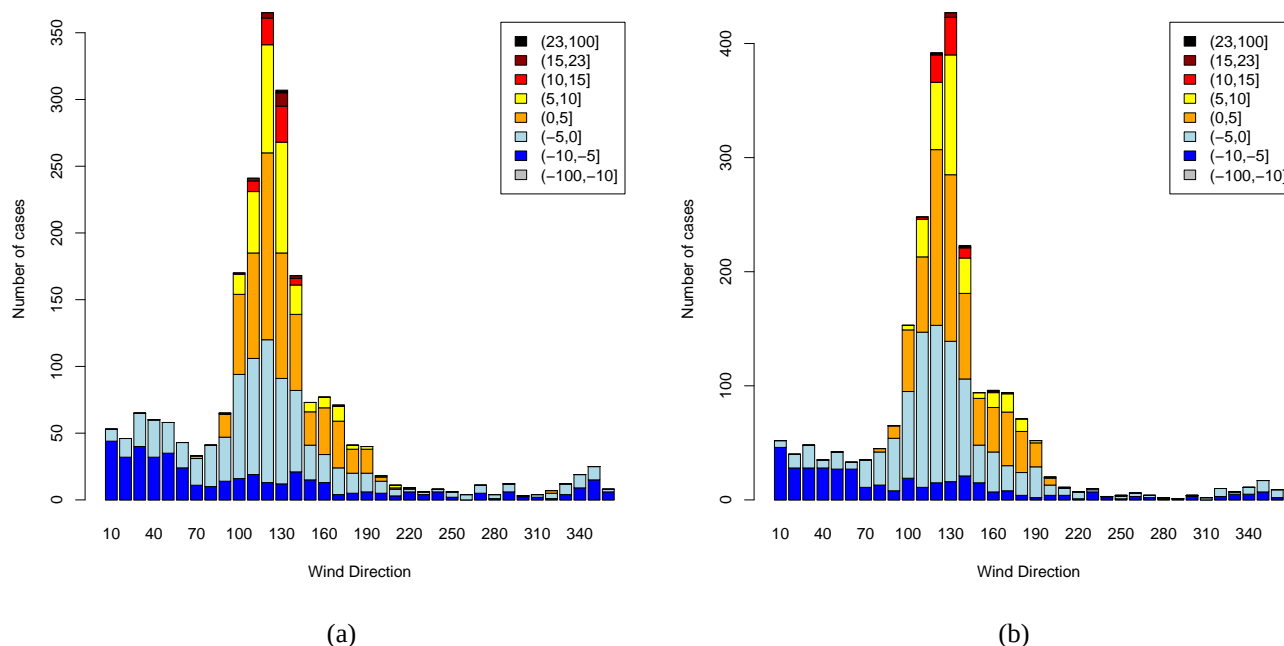 0 50 100 150 200 250 300 350
Number of cases
(23,100]
(15,23]
(10,15]
(5,10]
(0,5]
(−5,0]
(−10,−5]
(−100,−10]
10 40 70 100 130 160 190 220 250 280 310 340
Wind Direction
(a)
0 100 200 300 400
Number of cases
(23,100]
(15,23]
(10,15]
(5,10]
(0,5]
(−5,0]
(−10,−5]
(−100,−10]
10 40 70 100 130 160 190 220 250 280 310 340
Wind Direction
(b)